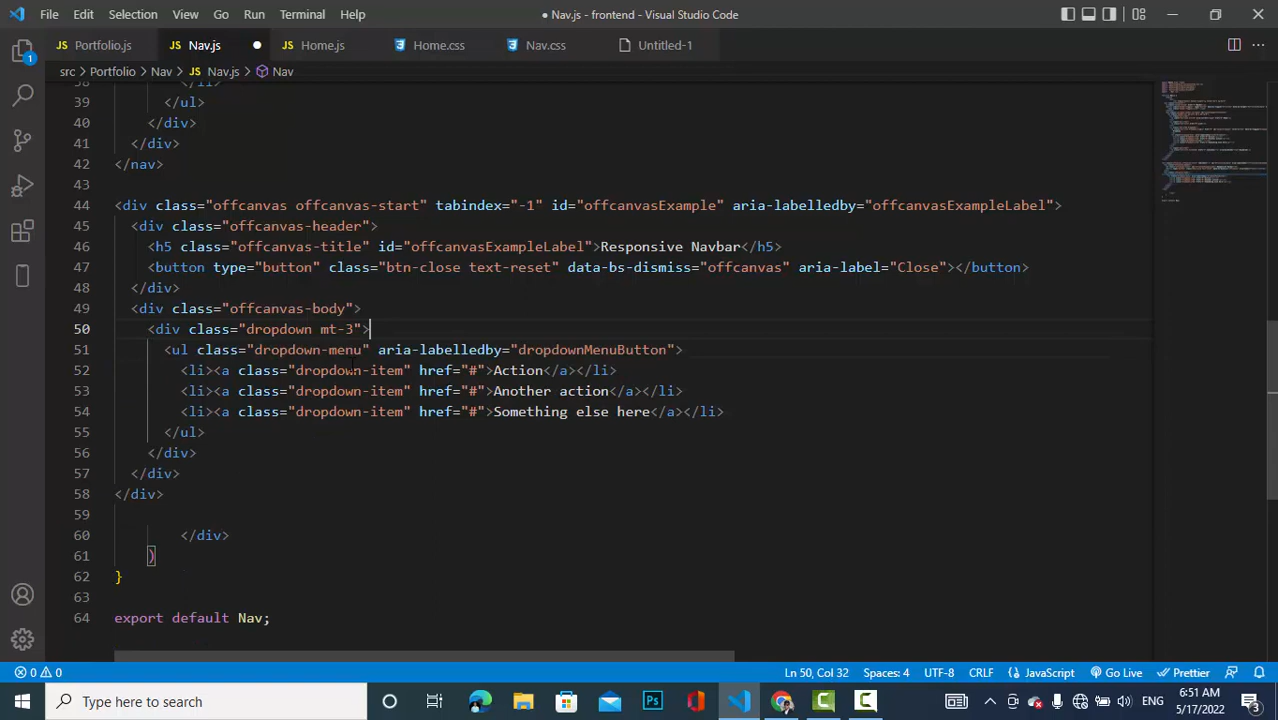 File Edit Selection View Go Run Terminal Help
● Nav.js - frontend - Visual Studio Code
JS Portfolio.js JS Nav.js ● JS Home.js Home.css Nav.css Untitled-1
src > Portfolio > Nav > JS Nav.js > Nav
38 </li>
39 </ul>
40 </div>
41 </div>
42 </nav>
43
44 <div class="offcanvas offcanvas-start" tabindex="-1" id="offcanvasExample" aria-labelledby="offcanvasExampleLabel">
45 <div class="offcanvas-header">
46 <h5 class="offcanvas-title" id="offcanvasExampleLabel">Responsive Navbar</h5>
47 <button type="button" class="btn-close text-reset" data-bs-dismiss="offcanvas" aria-label="Close"></button>
48 </div>
49 <div class="offcanvas-body">
50 <div class="dropdown mt-3">
51 <ul class="dropdown-menu" aria-labelledby="dropdownMenuButton">
52 <li><a class="dropdown-item" href="#">Action</a></li>
53 <li><a class="dropdown-item" href="#">Another action</a></li>
54 <li><a class="dropdown-item" href="#">Something else here</a></li>
55 </ul>
56 </div>
57 </div>
58 </div>
59
60 </div>
61 )
62 }
63
64 export default Nav;
0 0 Ln 50, Col 32 Spaces: 4 UTF-8 CRLF {} JavaScript Go Live Prettier
Type here to search
Ps
ENG
6:51 AM
5/17/2022
3
1